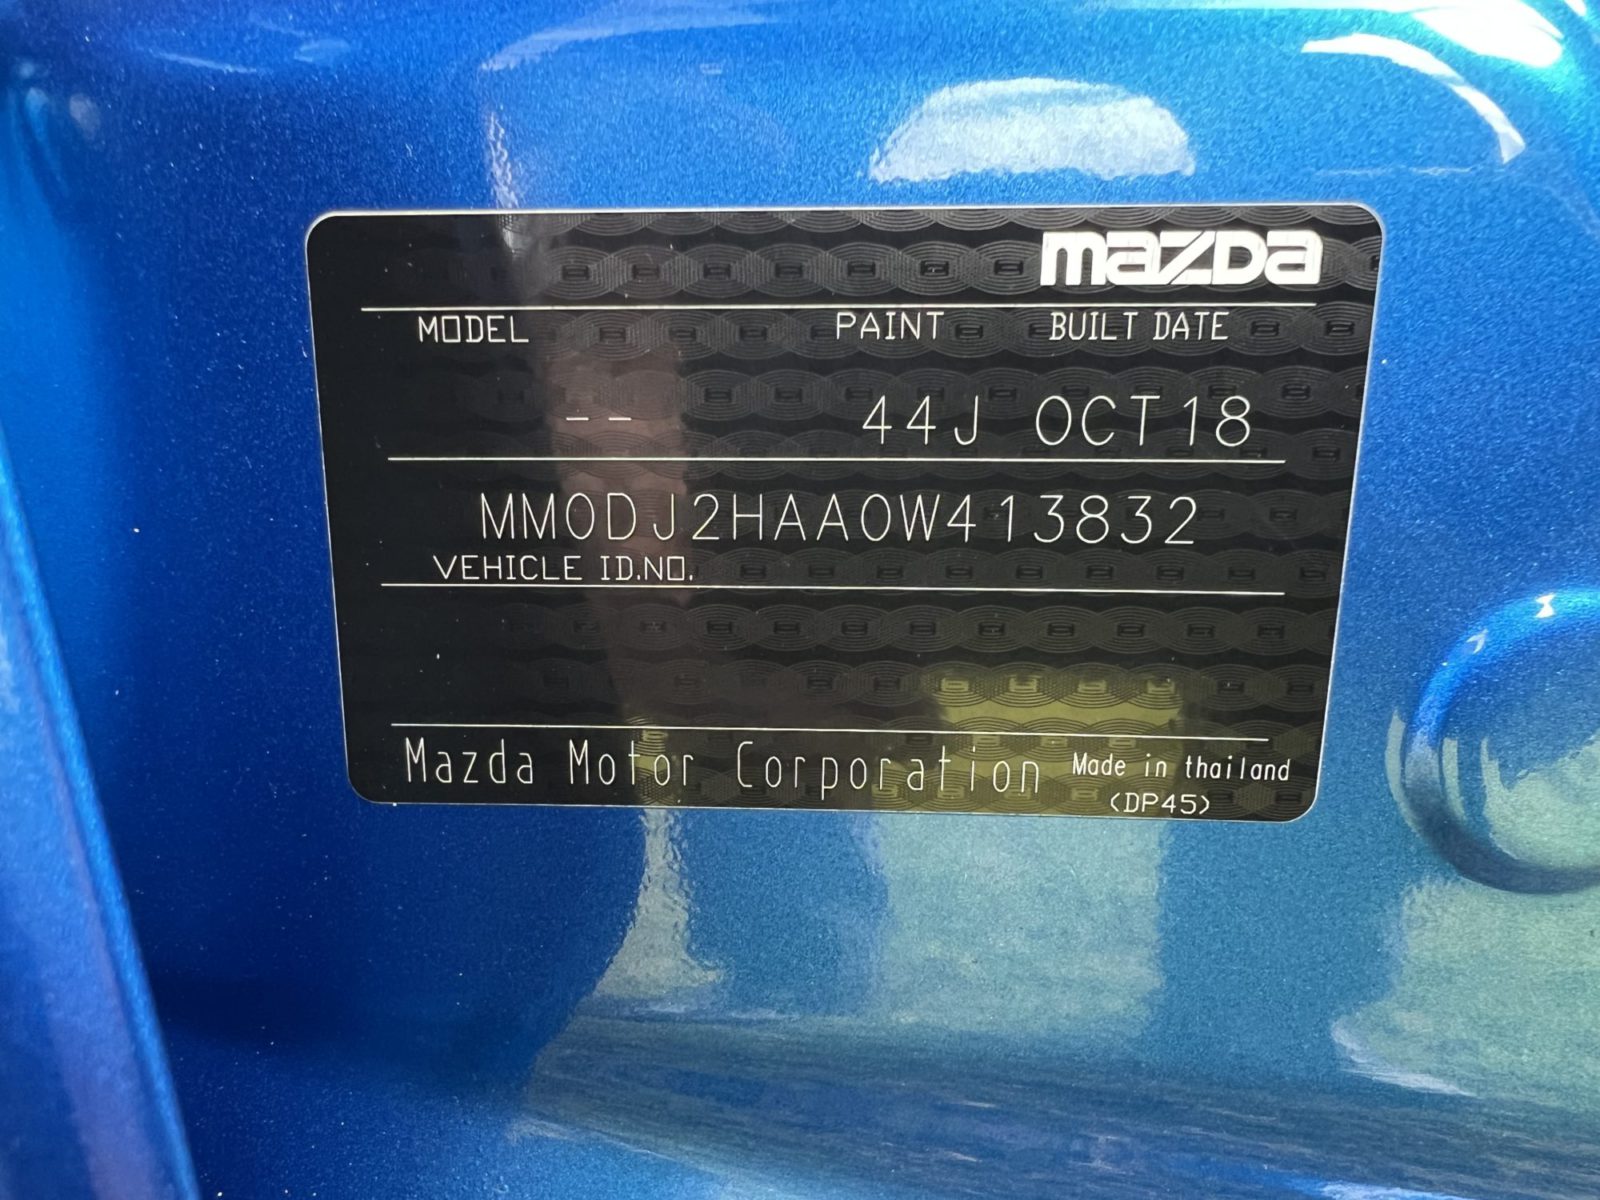 mazda
MODEL PAINT BUILT DATE
-- 44J OCT18
MM0DJ2HAA0W413832
VEHICLE ID.NO.
Mazda Motor Corporation Made in thailand
(DP45)